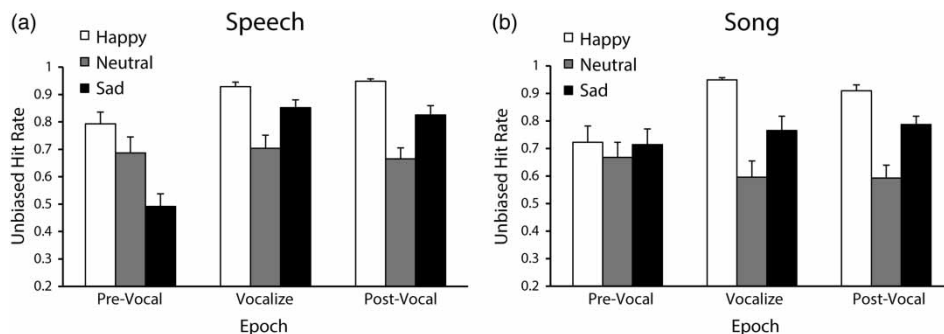 (a)
Speech
Happy
Neutral
Sad
Unbiased Hit Rate
1
0.9
0.8
0.7
0.6
0.5
0.4
0.3
0.2
Pre-Vocal Vocalize Post-Vocal
Epoch
(b)
Song
Happy
Neutral
Sad
Unbiased Hit Rate
1
0.9
0.8
0.7
0.6
0.5
0.4
0.3
0.2
Pre-Vocal Vocalize Post-Vocal
Epoch